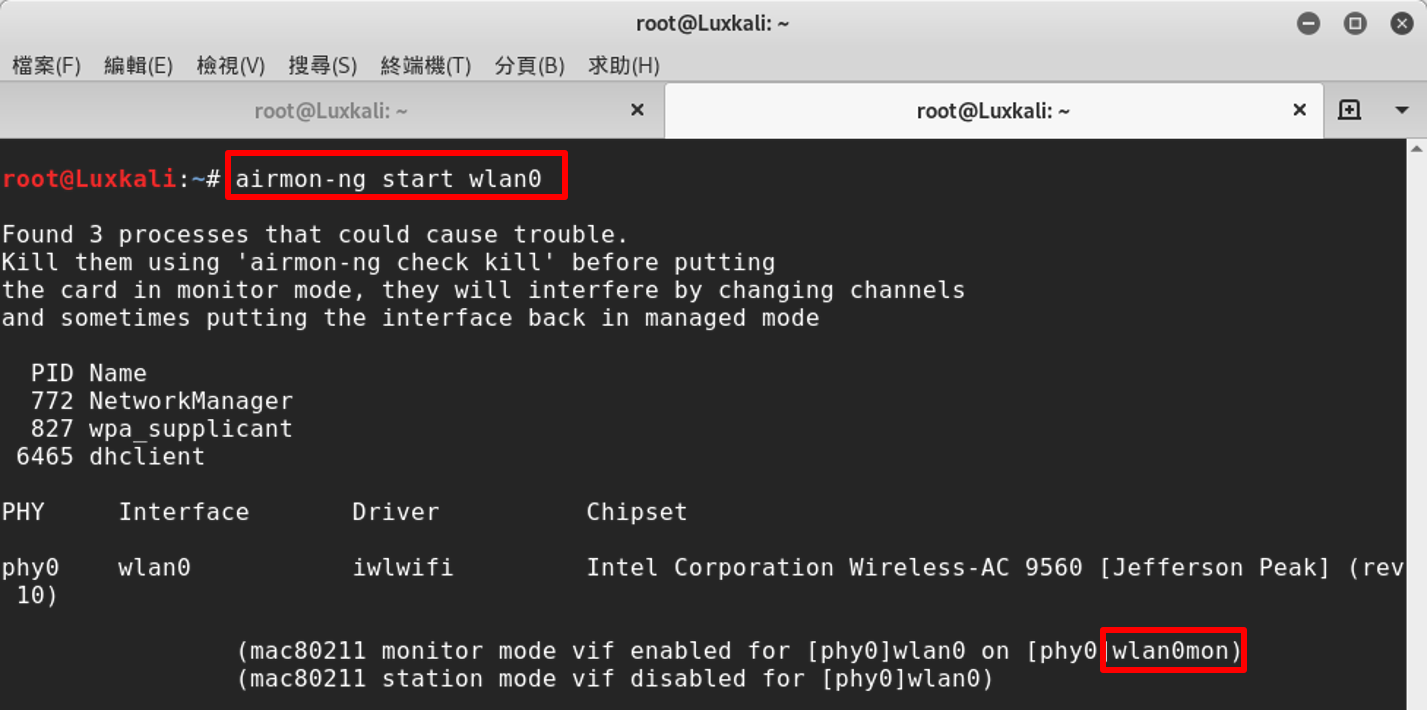 root@Luxkali: ~
檔案(F) 編輯(E) 檢視(V) 搜尋(S) 終端機(T) 分頁(B) 求助(H)
root@Luxkali: ~ root@Luxkali: ~
root@Luxkali:~# airmon-ng start wlan0
Found 3 processes that could cause trouble.
Kill them using 'airmon-ng check kill' before putting
the card in monitor mode, they will interfere by changing channels
and sometimes putting the interface back in managed mode
PID Name
772 NetworkManager
827 wpa_supplicant
6465 dhclient
PHY Interface Driver Chipset
phy0 wlan0 iwlwifi Intel Corporation Wireless-AC 9560 [Jefferson Peak] (rev
10)
(mac80211 monitor mode vif enabled for [phy0]wlan0 on [phy0]wlan0mon)
(mac80211 station mode vif disabled for [phy0]wlan0)